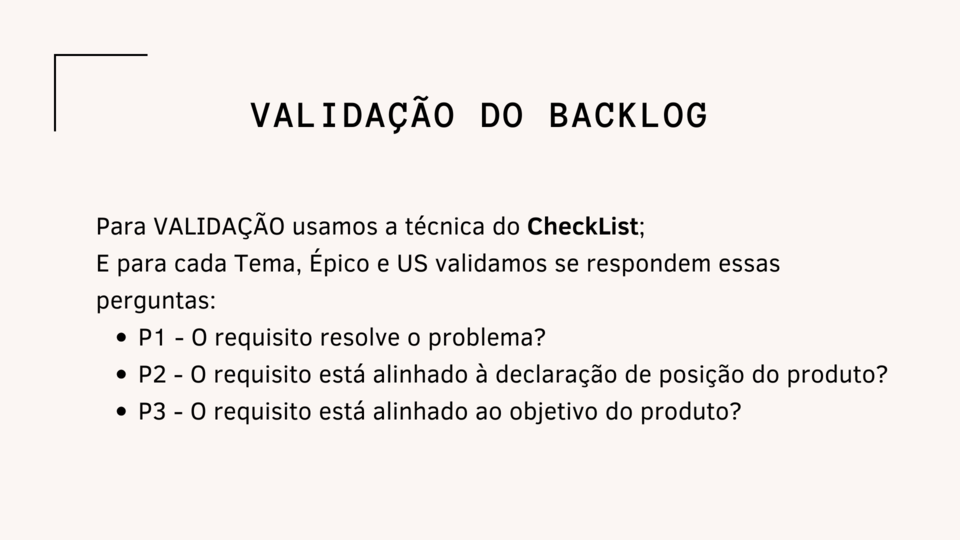 VALIDAÇÃO DO BACKLOG
Para VALIDAÇÃO usamos a técnica do CheckList;
E para cada Tema, Épico e US validamos se respondem essas
perguntas:
• P1 - O requisito resolve o problema?
• P2 - O requisito está alinhado à declaração de posição do produto?
• P3 - O requisito está alinhado ao objetivo do produto?